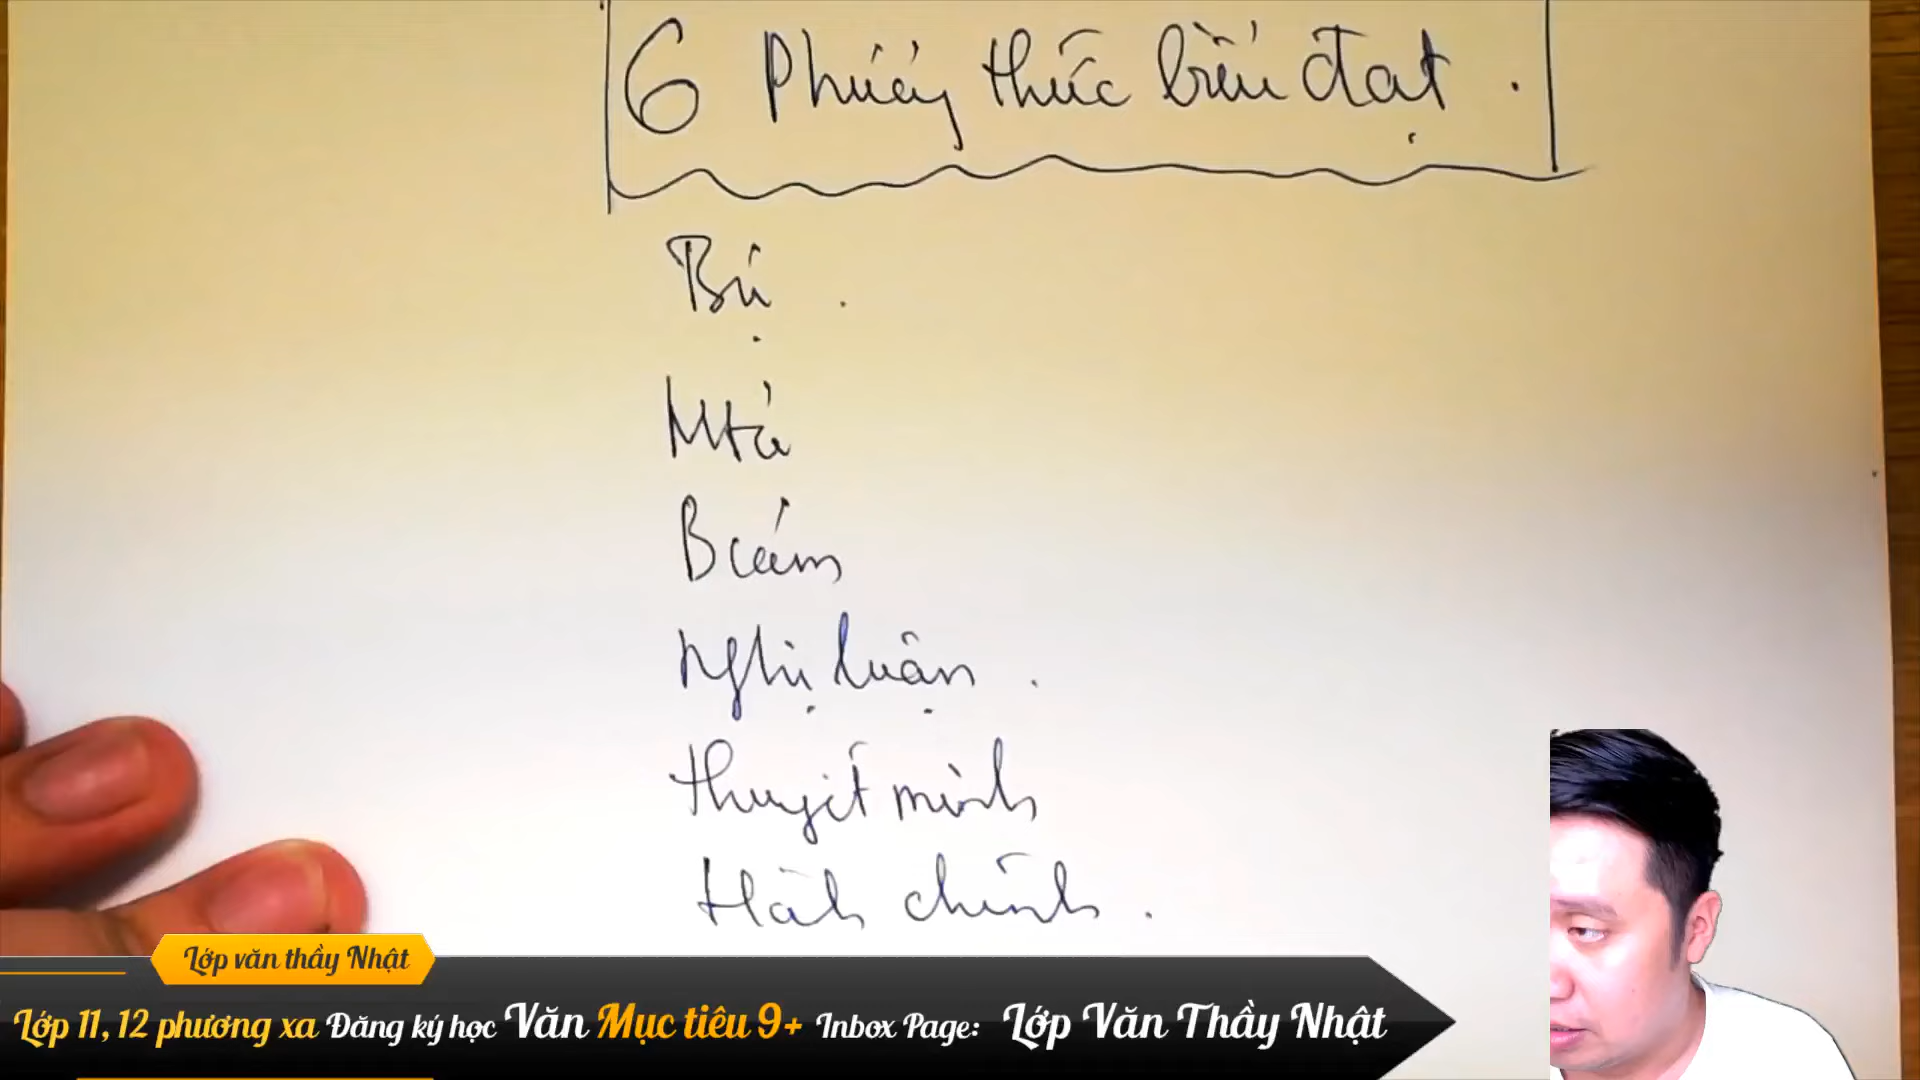 6 Phương thức biểu đạt.
Mtả
Bcảm
Nghị luận.
Thuyết minh
Hành chính.
Lớp văn thầy Nhật
Lớp 11, 12 phương xa Đăng ký học Văn Mục tiêu 9+ Inbox Page: Lớp Văn Thầy Nhật